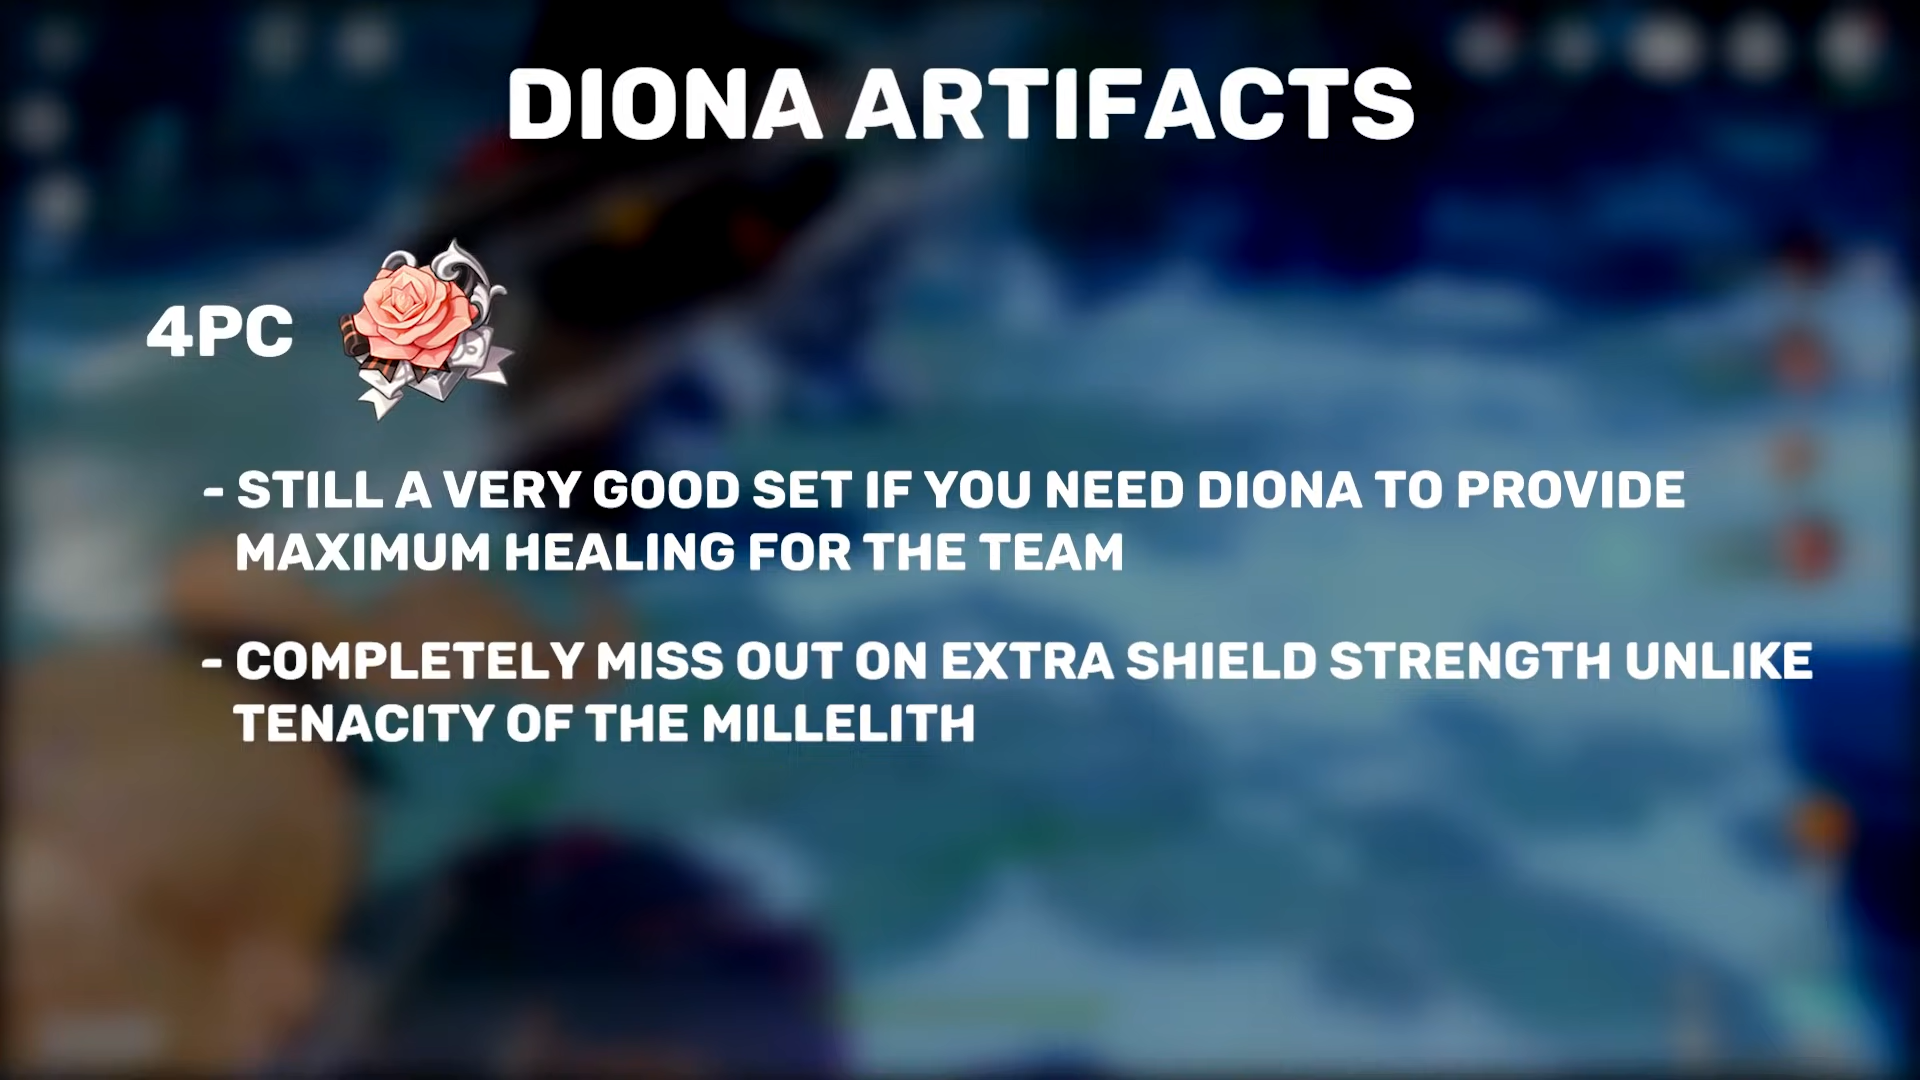 DIONA ARTIFACTS
4PC
- STILL A VERY GOOD SET IF YOU NEED DIONA TO PROVIDE
MAXIMUM HEALING FOR THE TEAM
- COMPLETELY MISS OUT ON EXTRA SHIELD STRENGTH UNLIKE
TENACITY OF THE MILLELITH